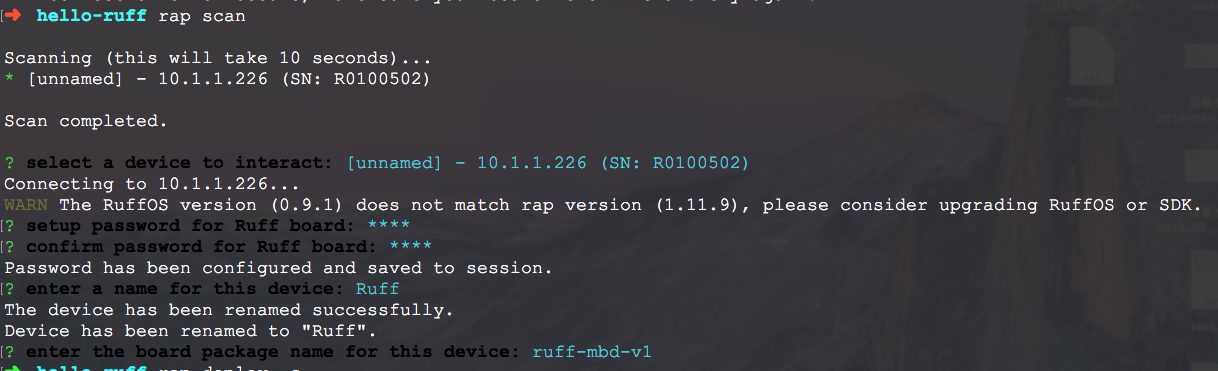 ➜ hello-ruff rap scan
Scanning (this will take 10 seconds)...
* [unnamed] - 10.1.1.226 (SN: R0100502)
Scan completed.
? select a device to interact: [unnamed] - 10.1.1.226 (SN: R0100502)
Connecting to 10.1.1.226...
WARN The RuffOS version (0.9.1) does not match rap version (1.11.9), please consider upgrading RuffOS or SDK.
[? setup password for Ruff board: ****
[? confirm password for Ruff board: ****
Password has been configured and saved to session.
[? enter a name for this device: Ruff
The device has been renamed successfully.
Device has been renamed to "Ruff".
[? enter the board package name for this device: ruff-mbd-v1